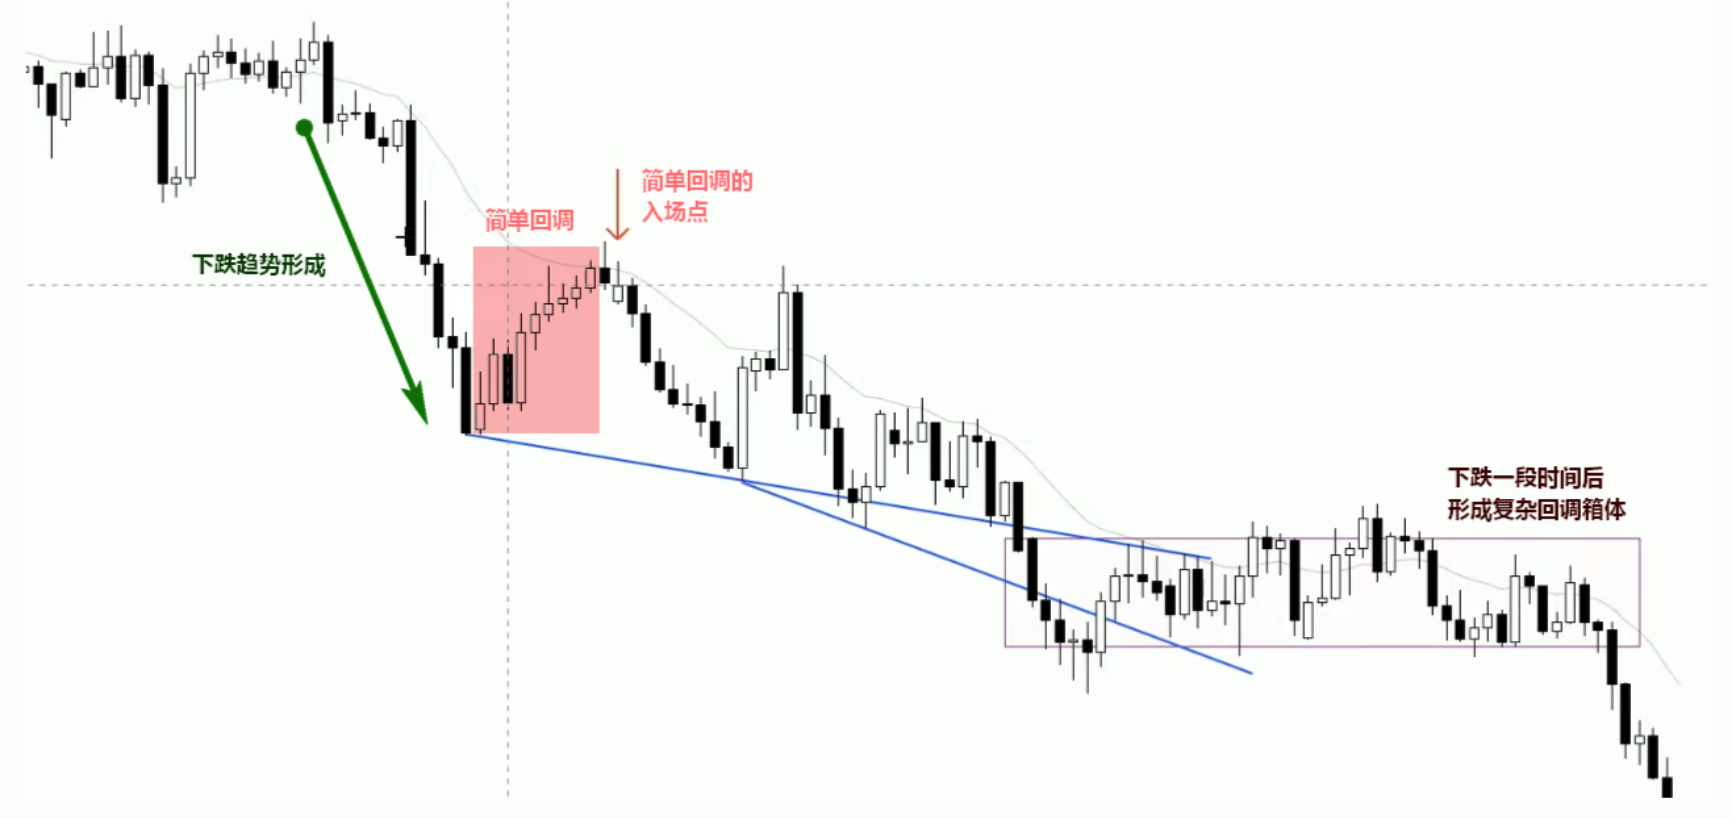 简单回调的
入场点
简单回调
下跌趋势形成
下跌一段时间后
形成复杂回调箱体